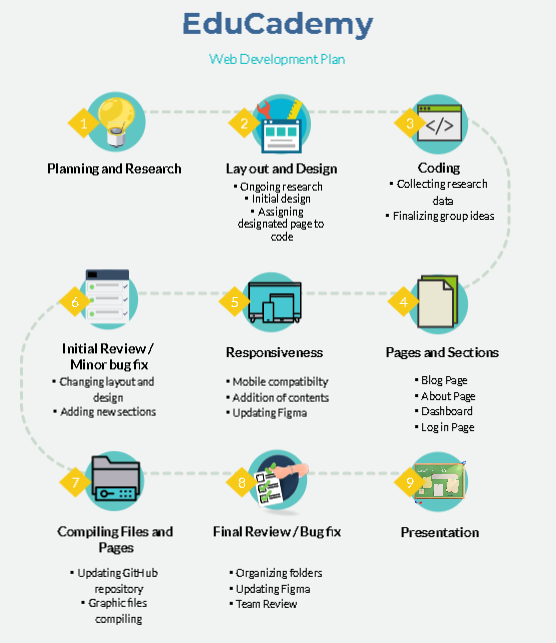 EduCademy
Web Development Plan
1
Planning and Research
2
Layout and Design
▪ Ongoing research
▪ Initial design
▪ Assigning
designated page to
code
3
</>
Coding
▪ Collecting research
data
▪ Finalizing group ideas
4
Pages and Sections
▪ Blog Page
▪ About Page
▪ Dashboard
▪ Log in Page
5
Responsiveness
▪ Mobile compatibilty
▪ Addition of contents
▪ Updating Figma
6
Initial Review /
Minor bug fix
▪ Changing layout and
design
▪ Adding new sections
7
Compiling Files and
Pages
▪ Updating GitHub
repository
▪ Graphic files
compiling
8
Final Review / Bug fix
▪ Organizing folders
▪ Updating Figma
▪ Team Review
9
Presentation